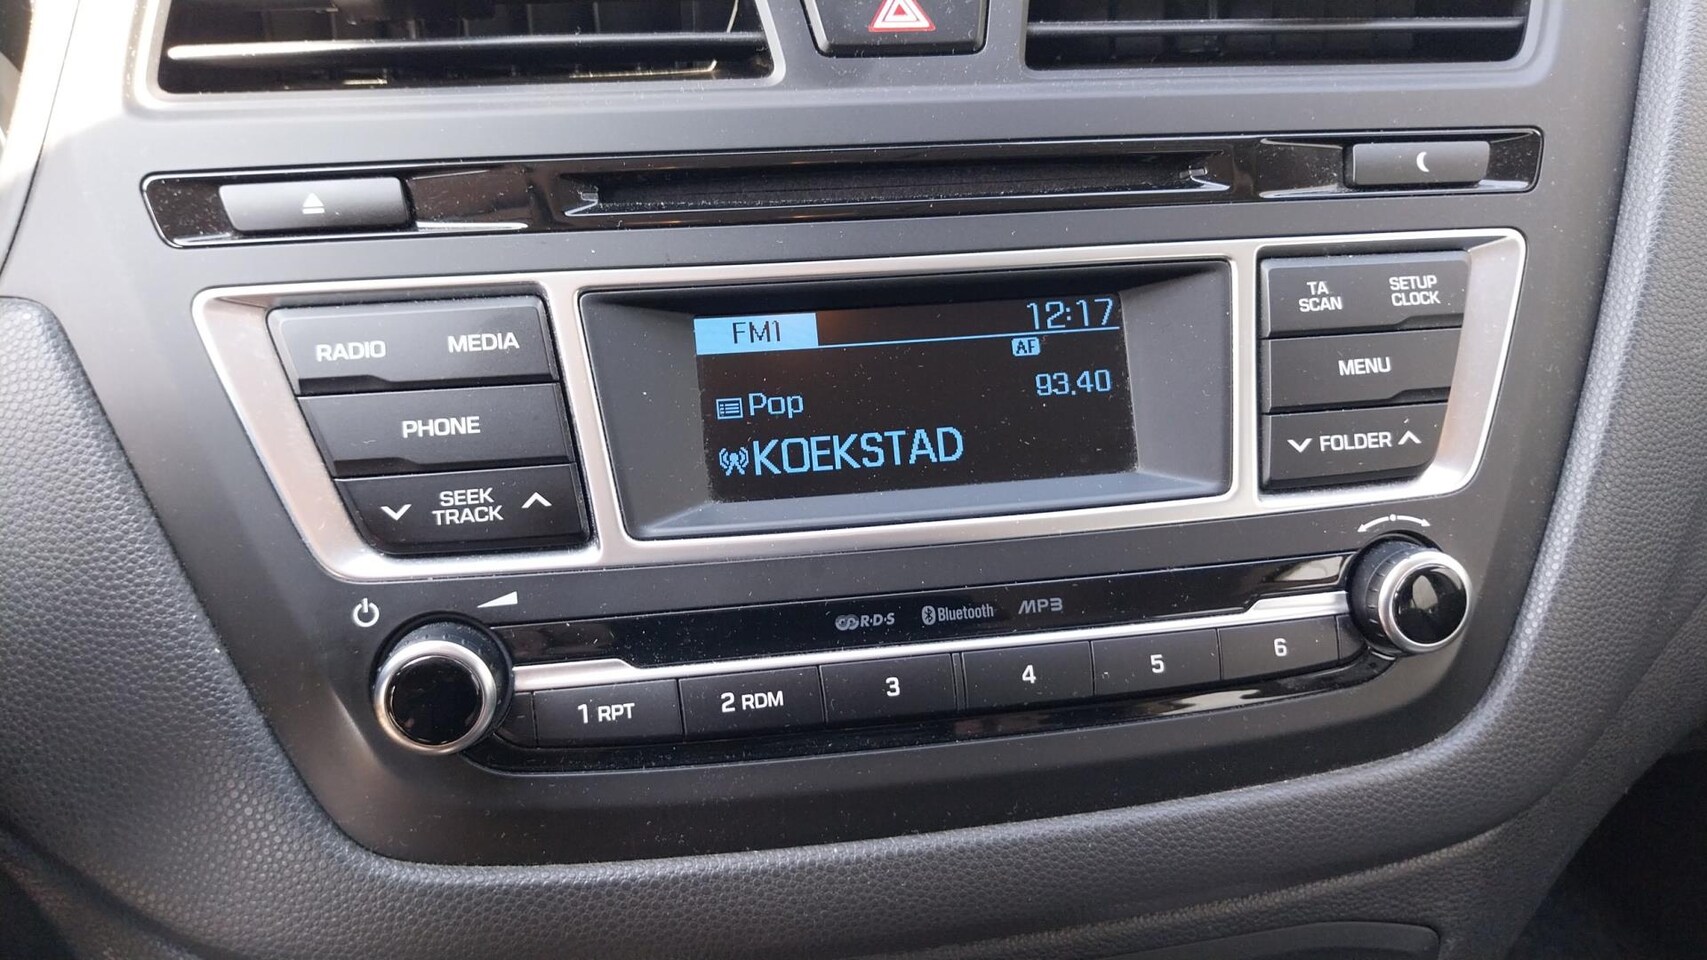 RADIO MEDIA
PHONE
SEEK
TRACK
FM1 12:17
AF
93.40
Pop
KOEKSTAD
TA
SCAN
SETUP
CLOCK
MENU
FOLDER
R·D·S Bluetooth MP3
1 RPT 2 RDM 3 4 5 6